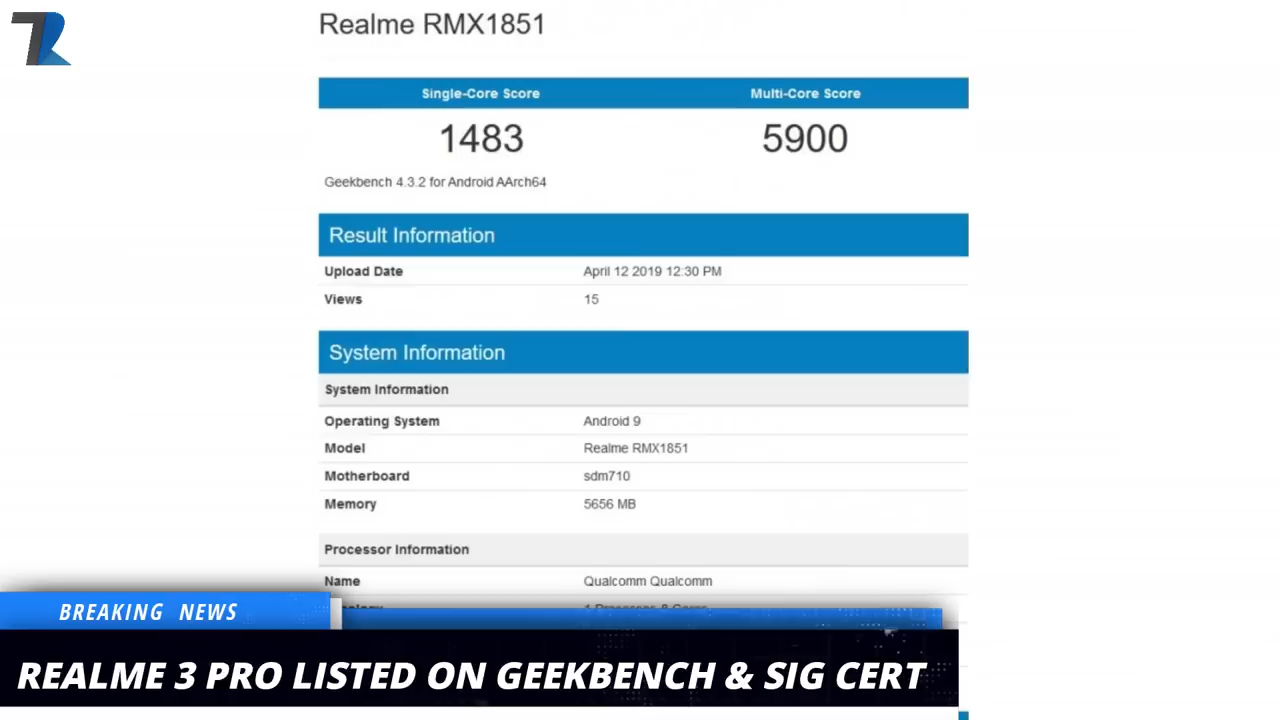 Realme RMX1851
Single-Core Score Multi-Core Score
1483 5900
Geekbench 4.3.2 for Android AArch64
Result Information
Upload Date April 12 2019 12:30 PM
Views 15
System Information
System Information
Operating System Android 9
Model Realme RMX1851
Motherboard sdm710
Memory 5656 MB
Processor Information
Name Qualcomm Qualcomm
BREAKING NEWS
REALME 3 PRO LISTED ON GEEKBENCH & SIG CERT